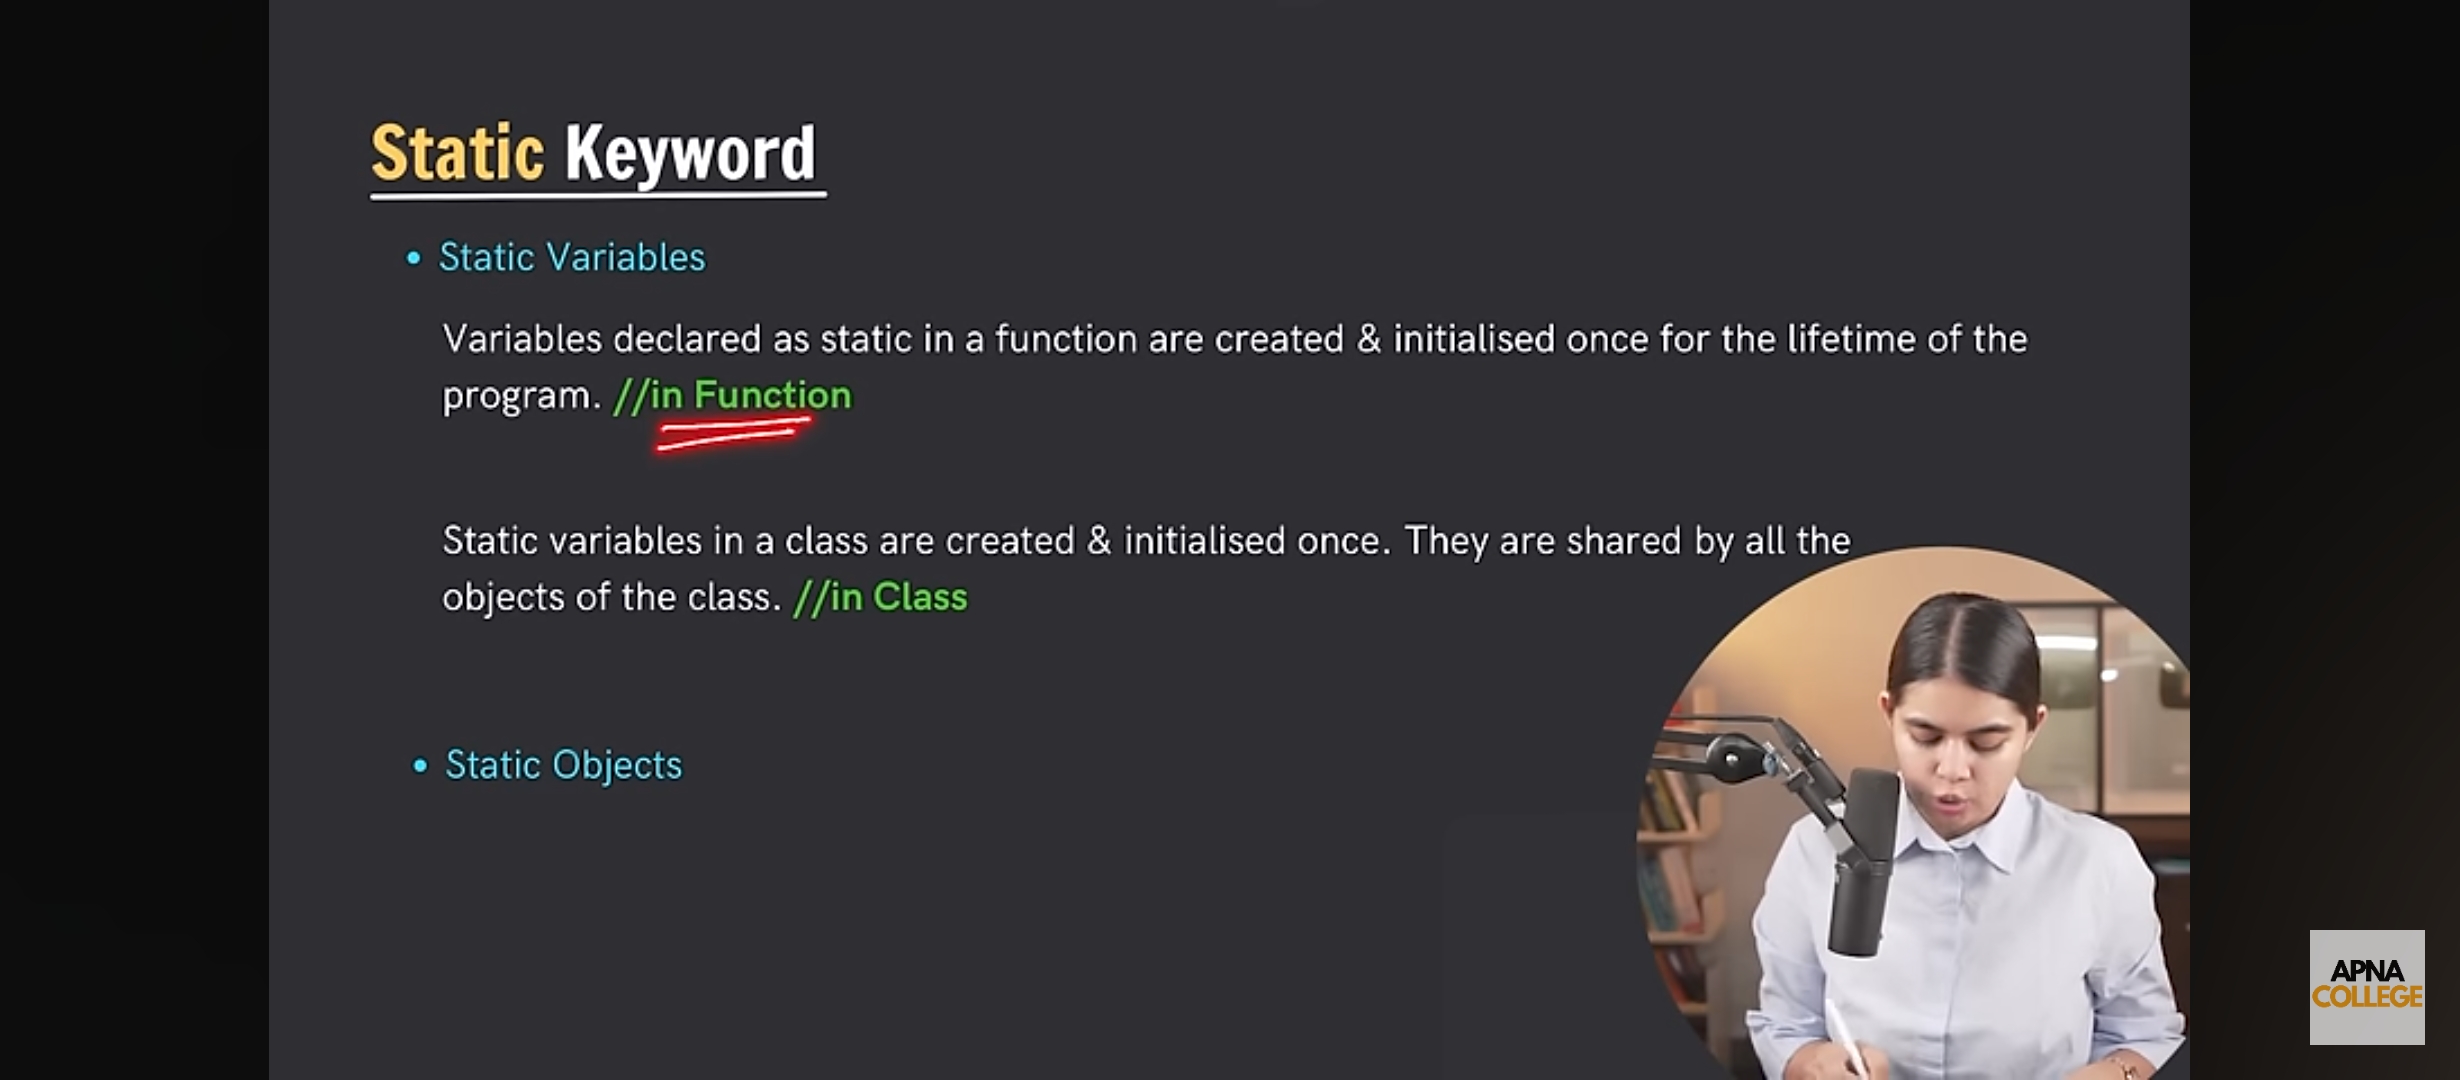 Static Keyword
• Static Variables
Variables declared as static in a function are created & initialised once for the lifetime of the
program. //in Function
Static variables in a class are created & initialised once. They are shared by all the
objects of the class. //in Class
• Static Objects
APNA
COLLEGE